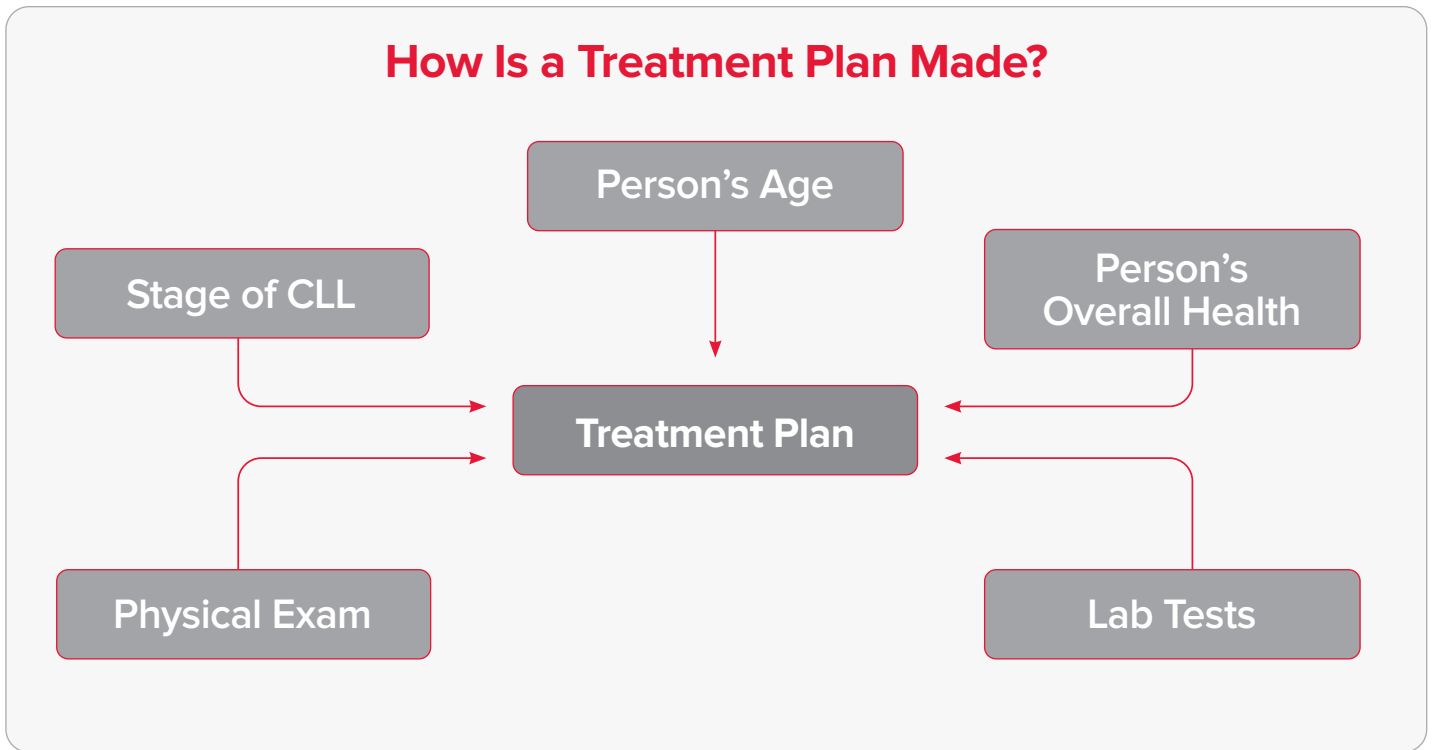 How Is a Treatment Plan Made?
Person’s Age
Stage of CLL
Person’s
Overall Health
Treatment Plan
Physical Exam
Lab Tests